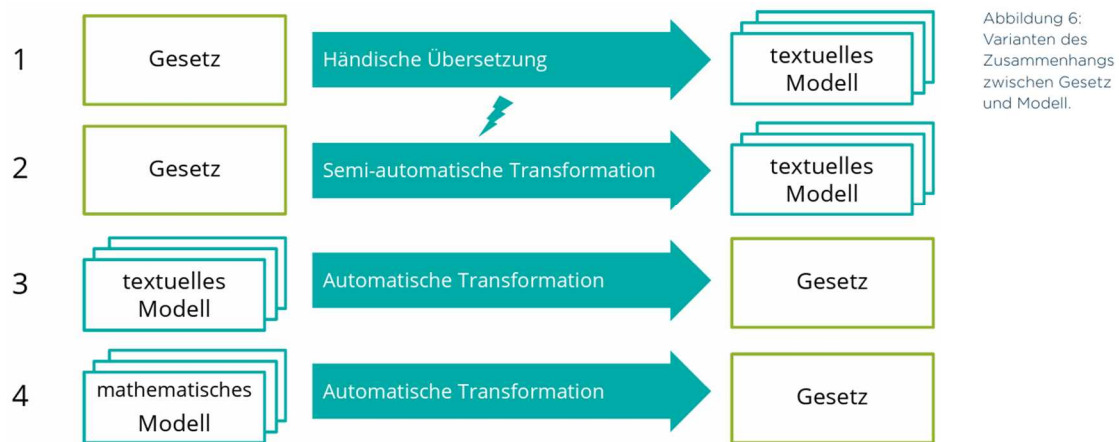 1
Gesetz
Händische Übersetzung
textuelles
Modell
2
Gesetz
Semi-automatische Transformation
textuelles
Modell
3
textuelles
Modell
Automatische Transformation
Gesetz
4
mathematisches
Modell
Automatische Transformation
Gesetz
Abbildung 6:
Varianten des
Zusammenhangs
zwischen Gesetz
und Modell.